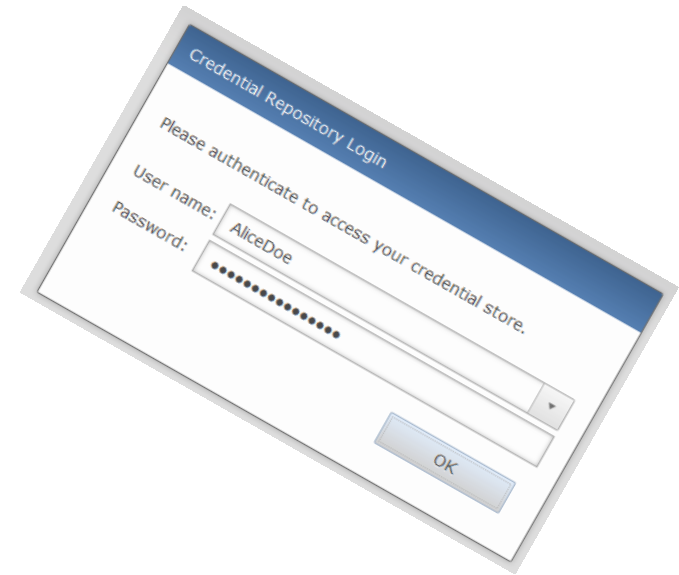 Credential Repository Login
Please authenticate to access your credential store.
User name: AliceDoe
Password: ••••••••••••••••
OK